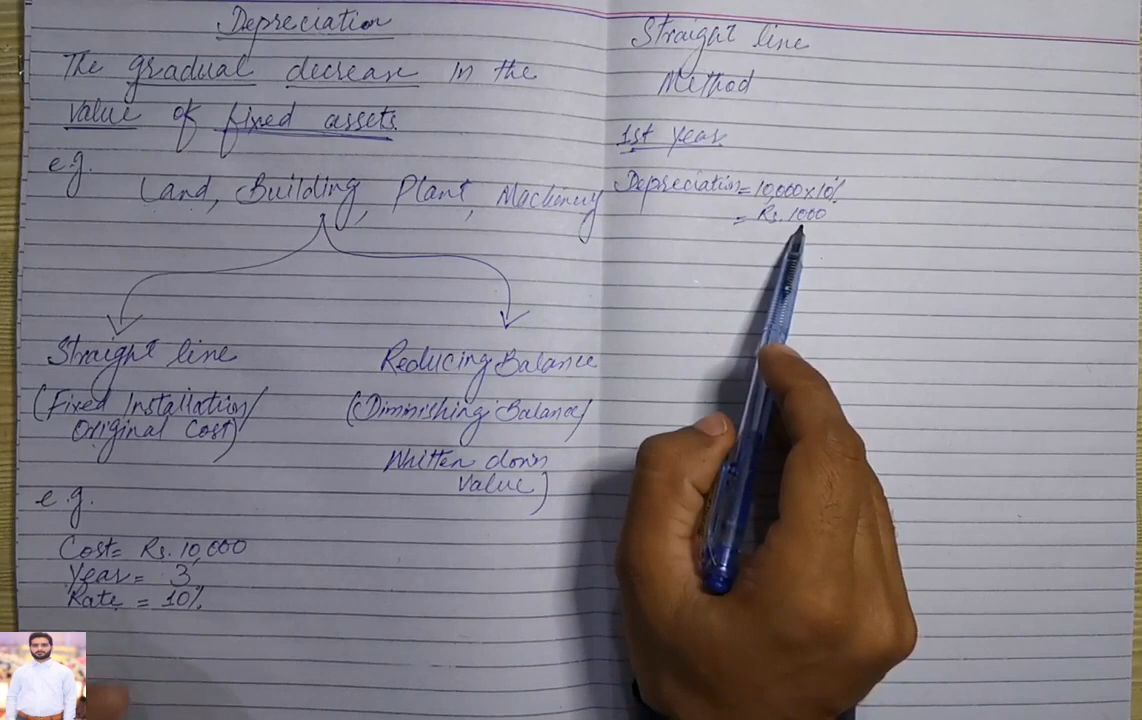 Depreciation
The gradual decrease in the
value of fixed assets.
e.g.
Land, Building, Plant, Machinery
Straight line
(Fixed Installation/
Original Cost)
Reducing Balance
(Diminishing Balance/
Written down
Value)
e.g.
Cost= Rs. 10,000
Year= 3
Rate = 10%
Straight line
Method
1st year
Depreciation= 10,000×10%
= Rs. 1000